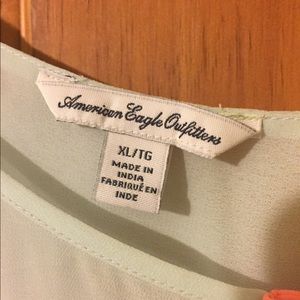 American Eagle Outfitters
XL/TG
MADE IN
INDIA
FABRIQUÉ EN
INDE